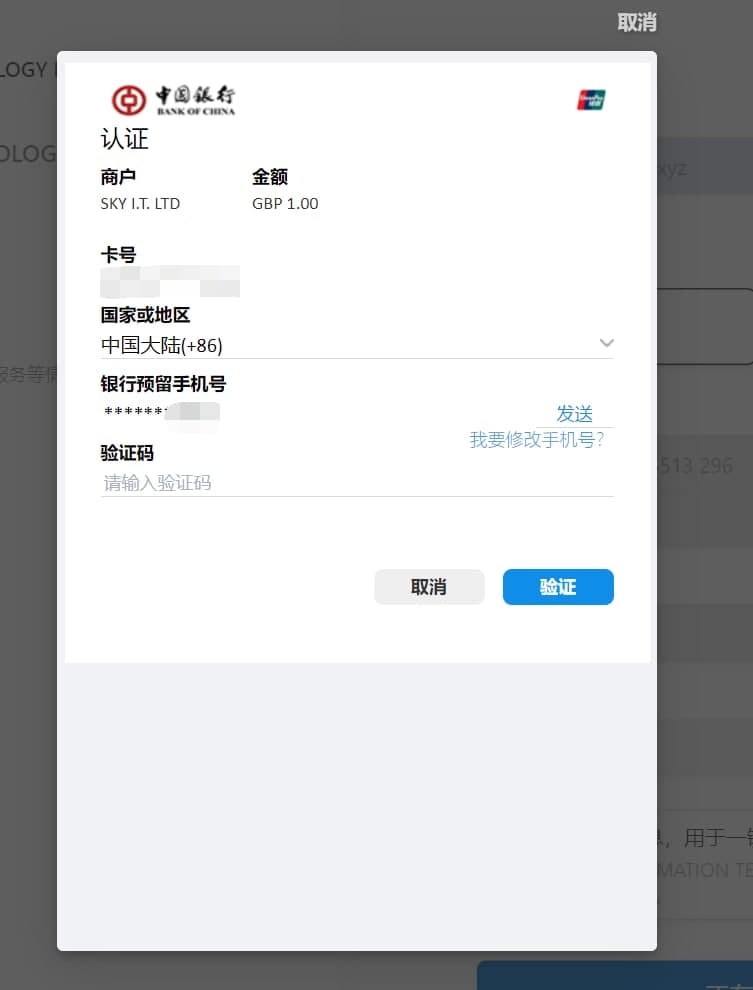 取消
LOGY
中国银行
BANK OF CHINA
UnionPay
银联
认证
OLOG
商户 金额
xyz
SKY I.T. LTD GBP 1.00
卡号
国家或地区
中国大陆(+86)
服务等
银行预留手机号
*******
发送
我要修改手机号？
验证码
513 296
请输入验证码
取消 验证
，用于一
MATION TE